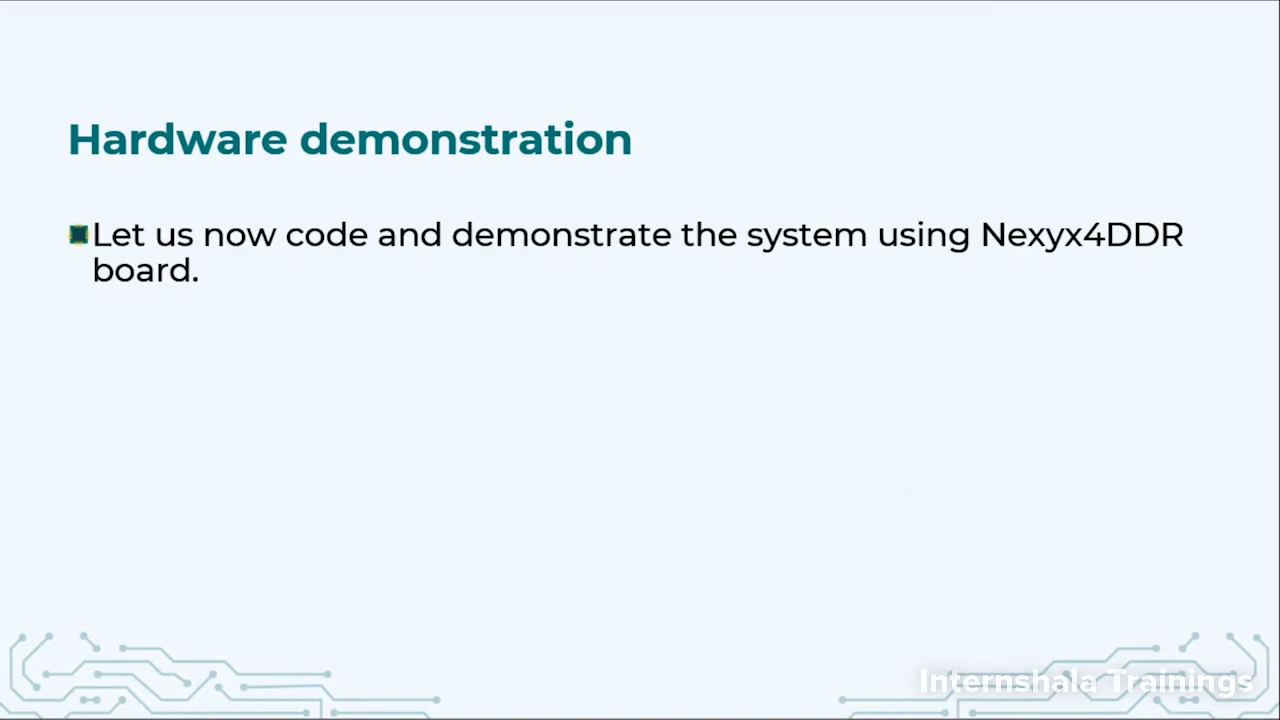 Hardware demonstration
Let us now code and demonstrate the system using Nexyx4DDR
board.
Internshala Trainings